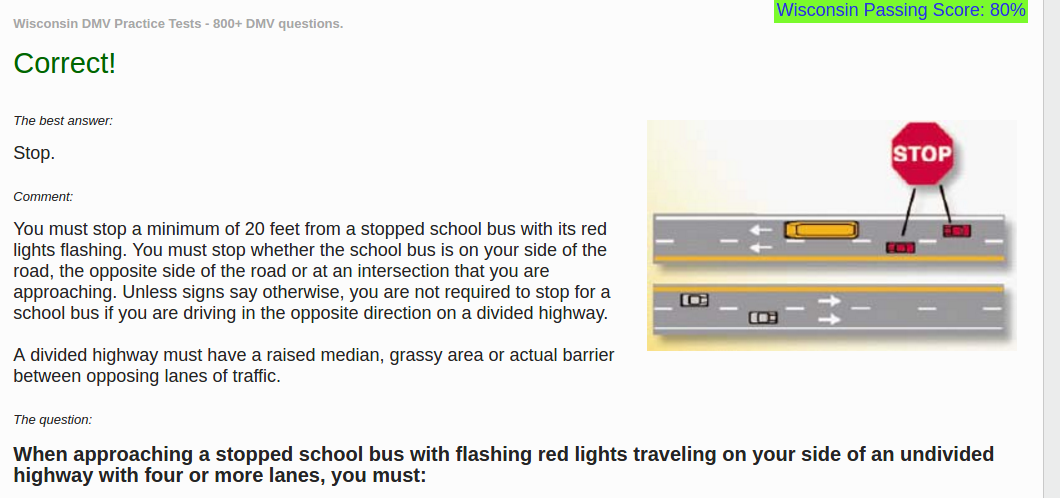 Wisconsin DMV Practice Tests - 800+ DMV questions.
Wisconsin Passing Score: 80%
Correct!
The best answer:
Stop.
Comment:
You must stop a minimum of 20 feet from a stopped school bus with its red
lights flashing. You must stop whether the school bus is on your side of the
road, the opposite side of the road or at an intersection that you are
approaching. Unless signs say otherwise, you are not required to stop for a
school bus if you are driving in the opposite direction on a divided highway.
A divided highway must have a raised median, grassy area or actual barrier
between opposing lanes of traffic.
STOP
The question:
When approaching a stopped school bus with flashing red lights traveling on your side of an undivided
highway with four or more lanes, you must: